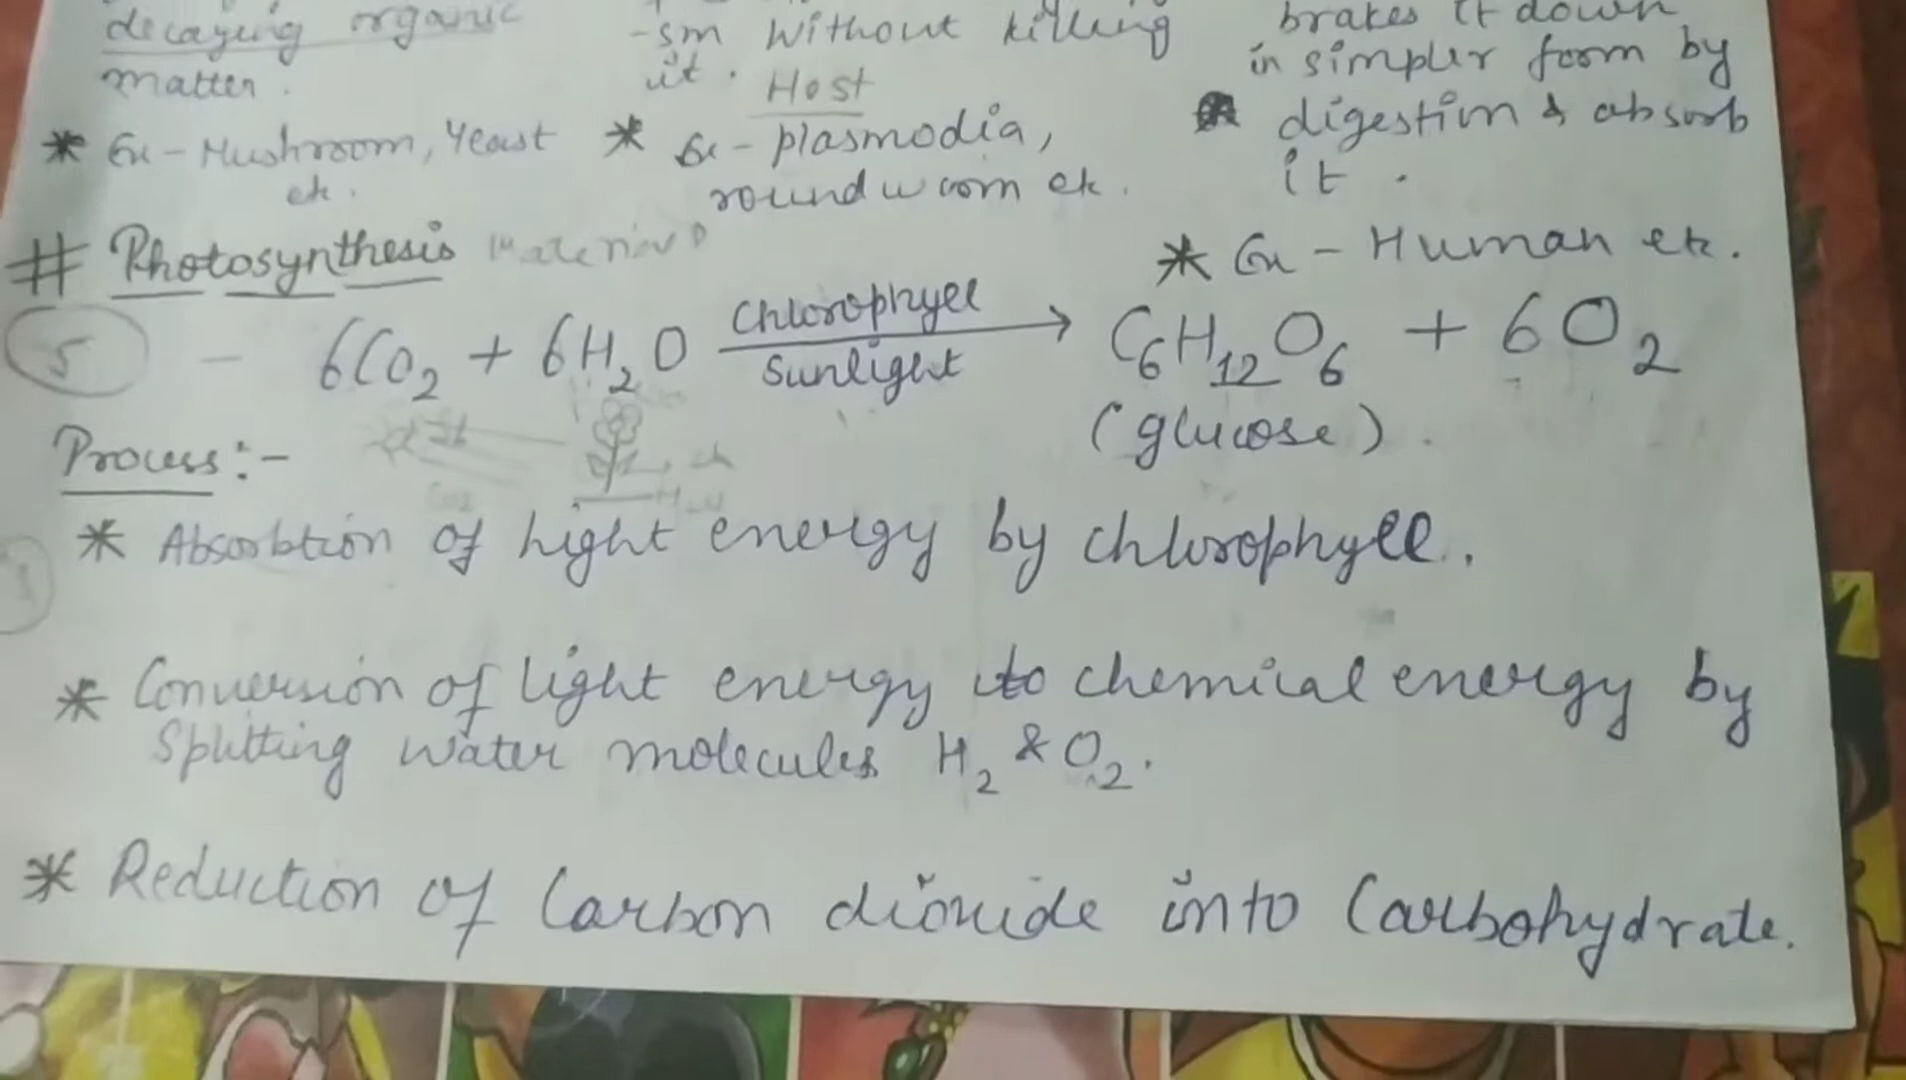 decaying organic
matter.
* Ex - Mushroom, Yeast
etc.
-sm without killing
it.
Host
* Ex - plasmodia,
roundworm etc.
brakes it down
in simpler form by
digestion & absorb
it.
* Ex - Human etc.
# Photosynthesis
5 - 6CO2 + 6H2O Chlorophyll Sunlight → C6H12O6 + 6O2
(glucose).
Process:-
* Absorbtion of light energy by chlorophyll.
* Conversion of light energy to chemical energy by
Splitting water molecules H2 & O2.
* Reduction of Carbon dioxide into Carbohydrate.